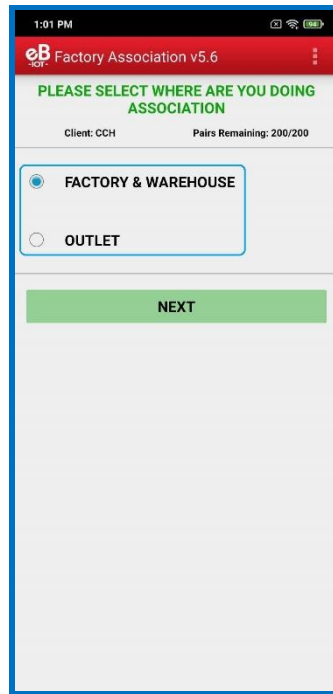 1:01 PM
94
eB
-IOT-
Factory Association v5.6
PLEASE SELECT WHERE ARE YOU DOING
ASSOCIATION
Client: CCH Pairs Remaining: 200/200
FACTORY & WAREHOUSE
OUTLET
NEXT